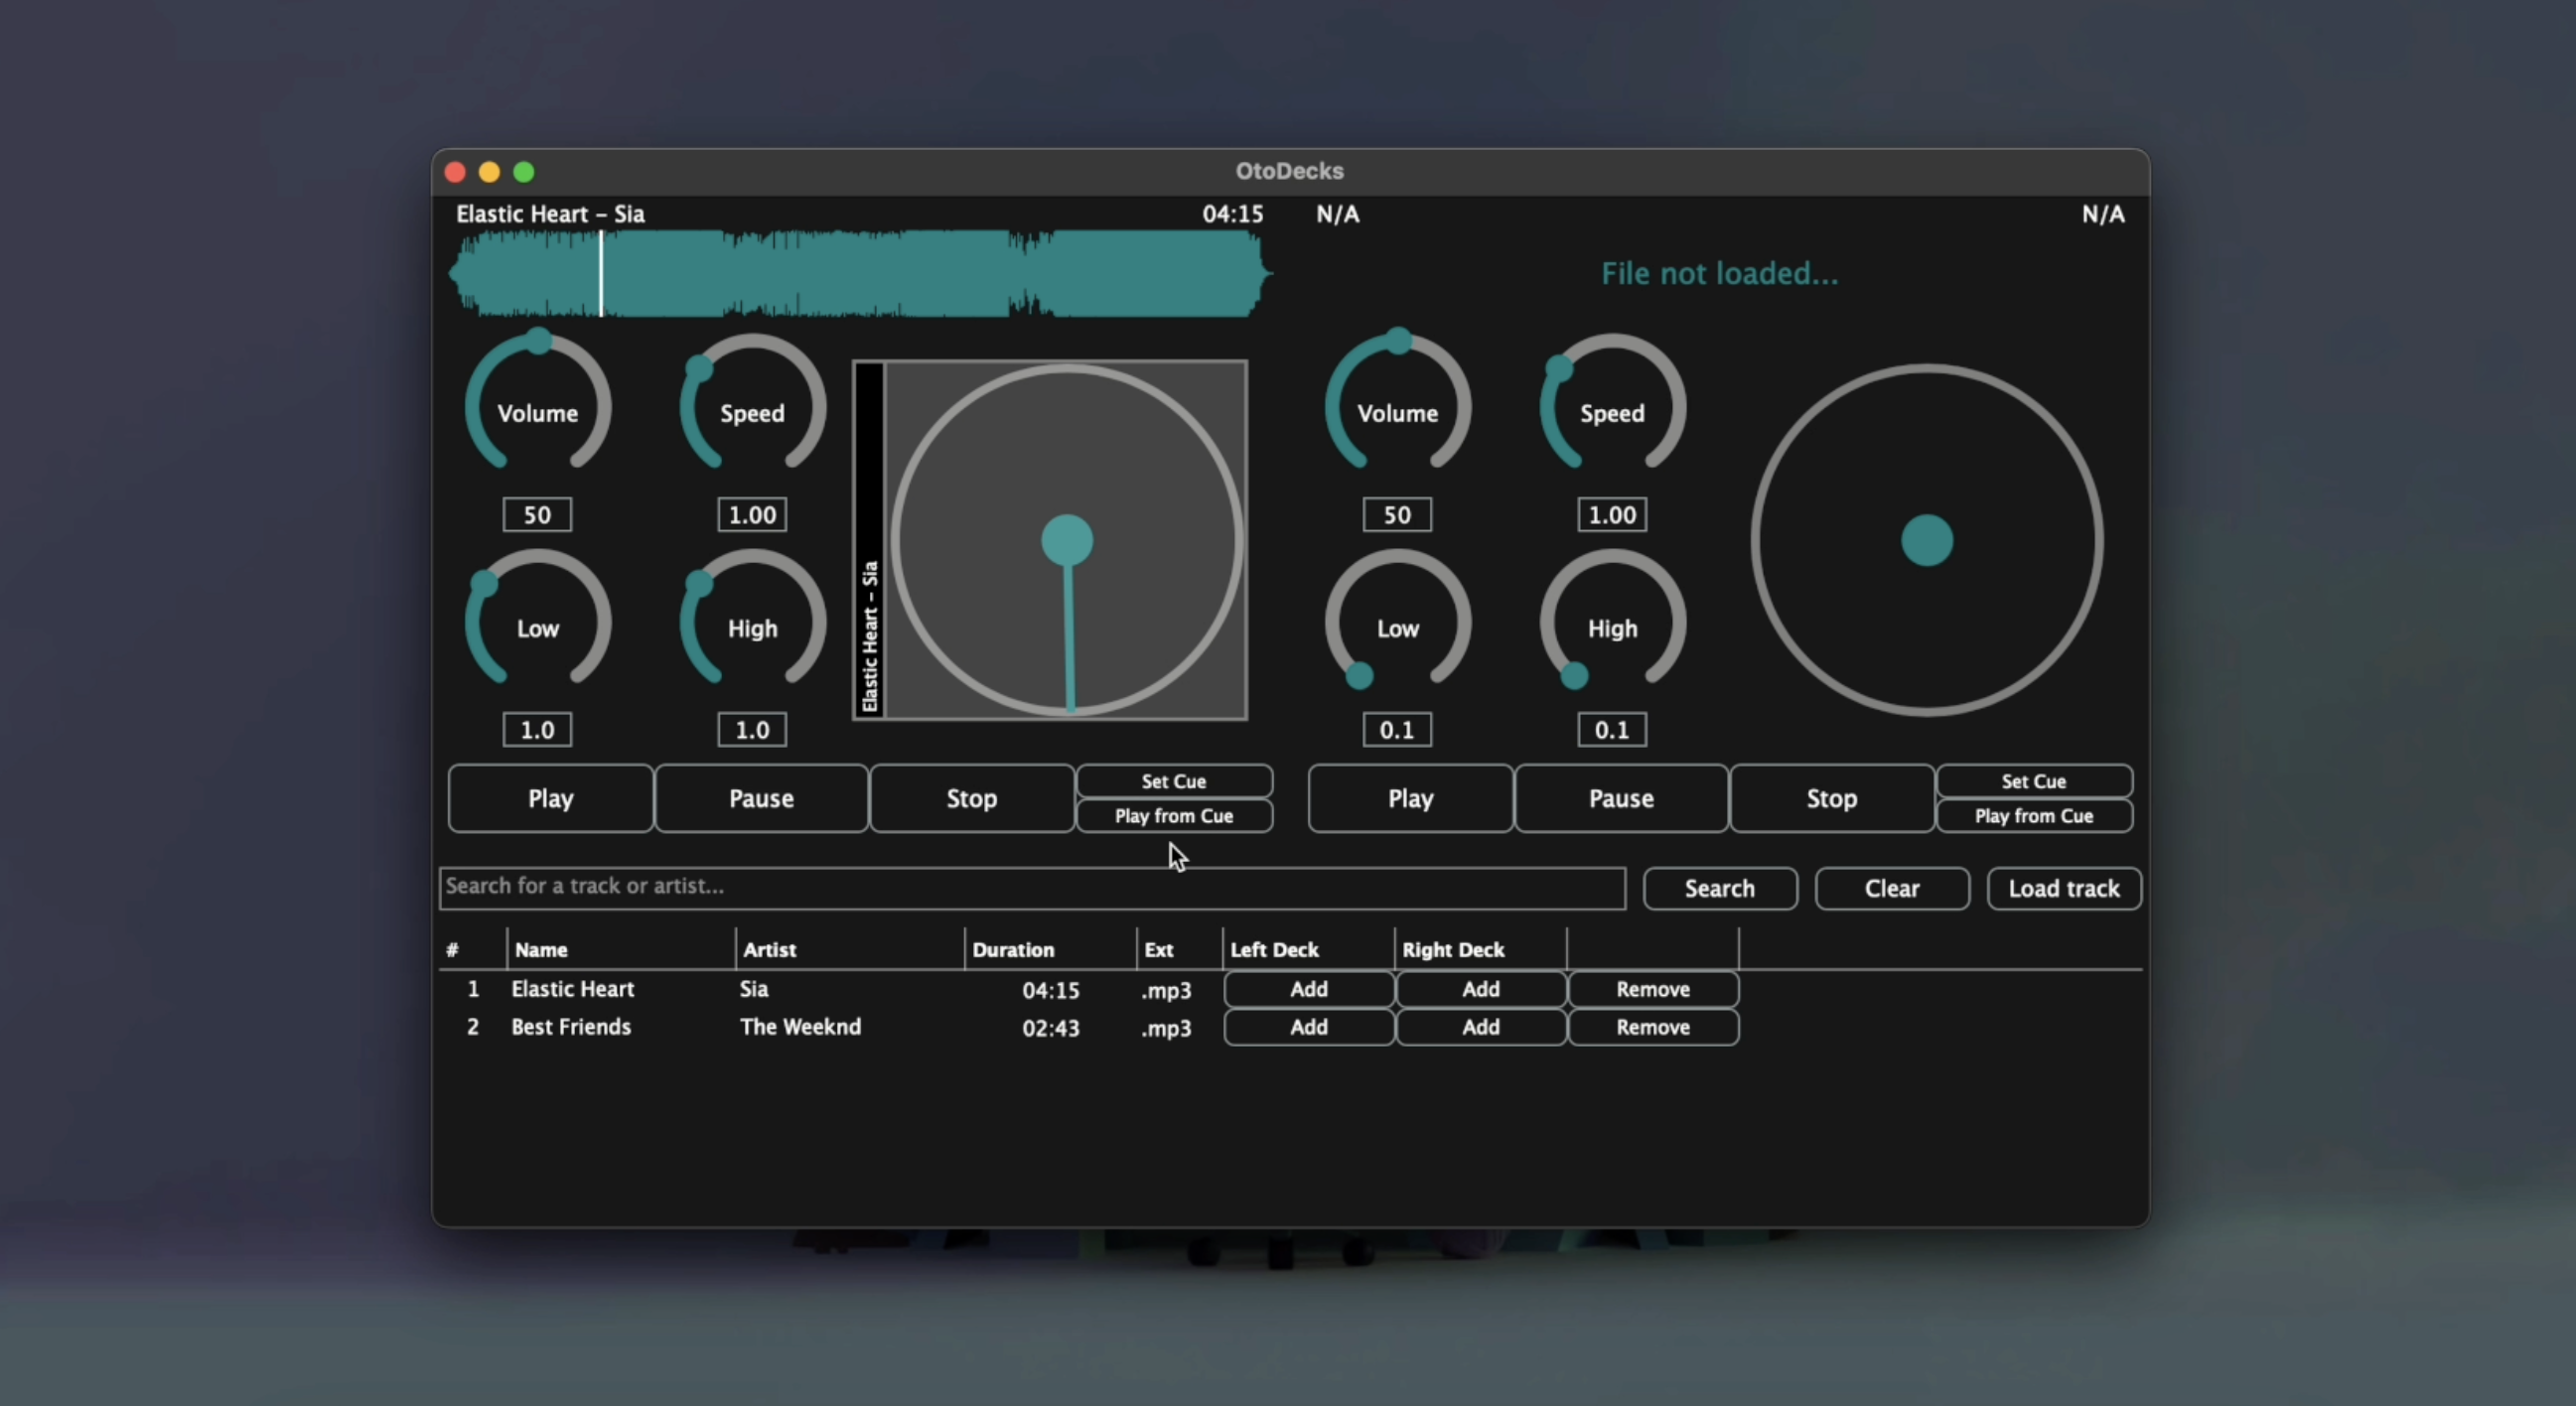 OtoDecks
Elastic Heart – Sia 04:15 N/A N/A
File not loaded...
Volume Speed Volume Speed
50 1.00 50 1.00
Elastic Heart – Sia
Low High Low High
1.0 1.0 0.1 0.1
Play Pause Stop Set Cue Play from Cue Play Pause Stop Set Cue Play from Cue
Search for a track or artist... Search Clear Load track
# Name Artist Duration Ext Left Deck Right Deck
1 Elastic Heart Sia 04:15 .mp3 Add Add Remove
2 Best Friends The Weeknd 02:43 .mp3 Add Add Remove